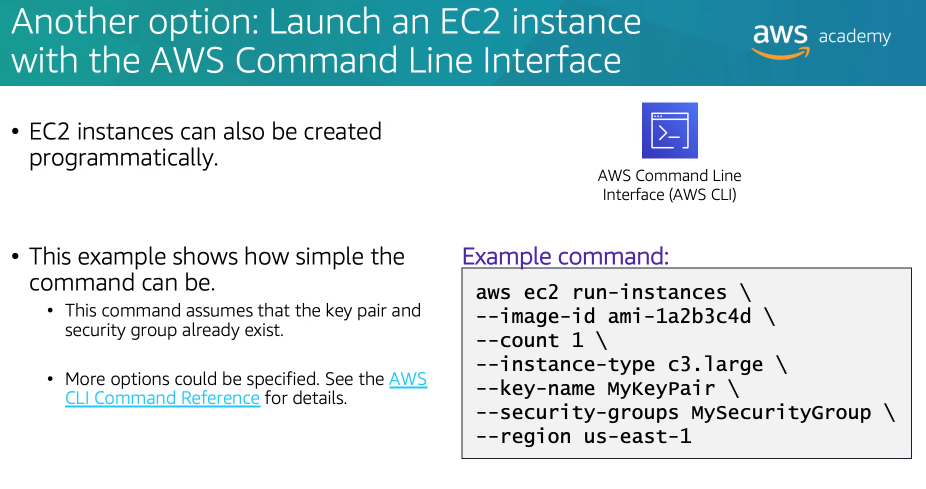 Another option: Launch an EC2 instance
with the AWS Command Line Interface
aws academy
• EC2 instances can also be created
programmatically.
AWS Command Line
Interface (AWS CLI)
• This example shows how simple the
command can be.
• This command assumes that the key pair and
security group already exist.
• More options could be specified. See the AWS
CLI Command Reference for details.
Example command:
aws ec2 run-instances \
--image-id ami-1a2b3c4d \
--count 1 \
--instance-type c3.large \
--key-name MyKeyPair \
--security-groups MySecurityGroup \
--region us-east-1